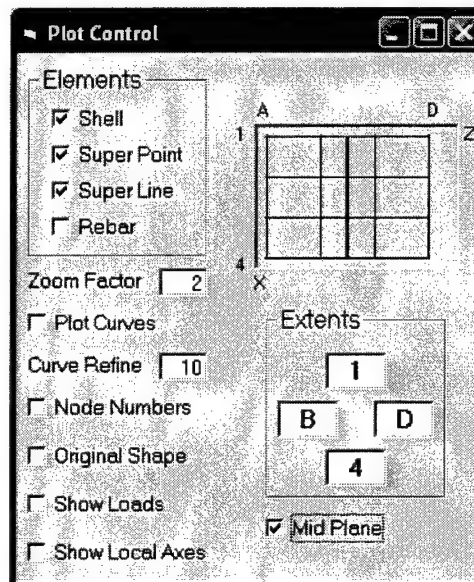 Plot Control
Elements
Shell
Super Point
Super Line
Rebar
Zoom Factor 2
Plot Curves
Curve Refine 10
Node Numbers
Original Shape
Show Loads
Show Local Axes
A D
1 Z
4
X
Extents
1
B D
4
Mid Plane